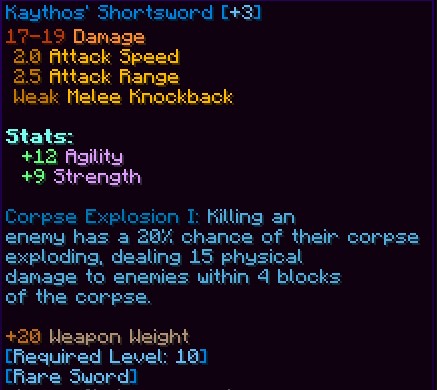 Kaythos' Shortsword [+3]
17-19 Damage
2.0 Attack Speed
2.5 Attack Range
Weak Melee Knockback
Stats:
+12 Agility
+9 Strength
Corpse Explosion I: Killing an
enemy has a 20% chance of their corpse
exploding, dealing 15 physical
damage to enemies within 4 blocks
of the corpse.
+20 Weapon Weight
[Required Level: 10]
[Rare Sword]